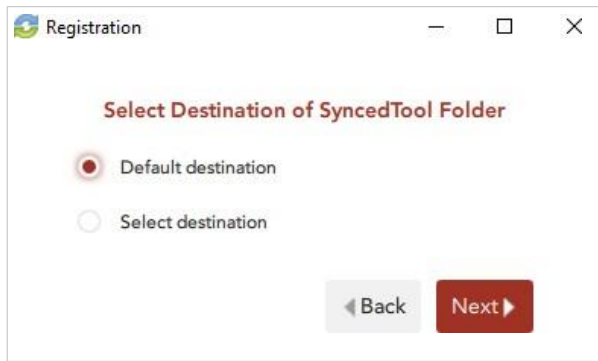 Registration
Select Destination of SyncedTool Folder
Default destination
Select destination
Back
Next